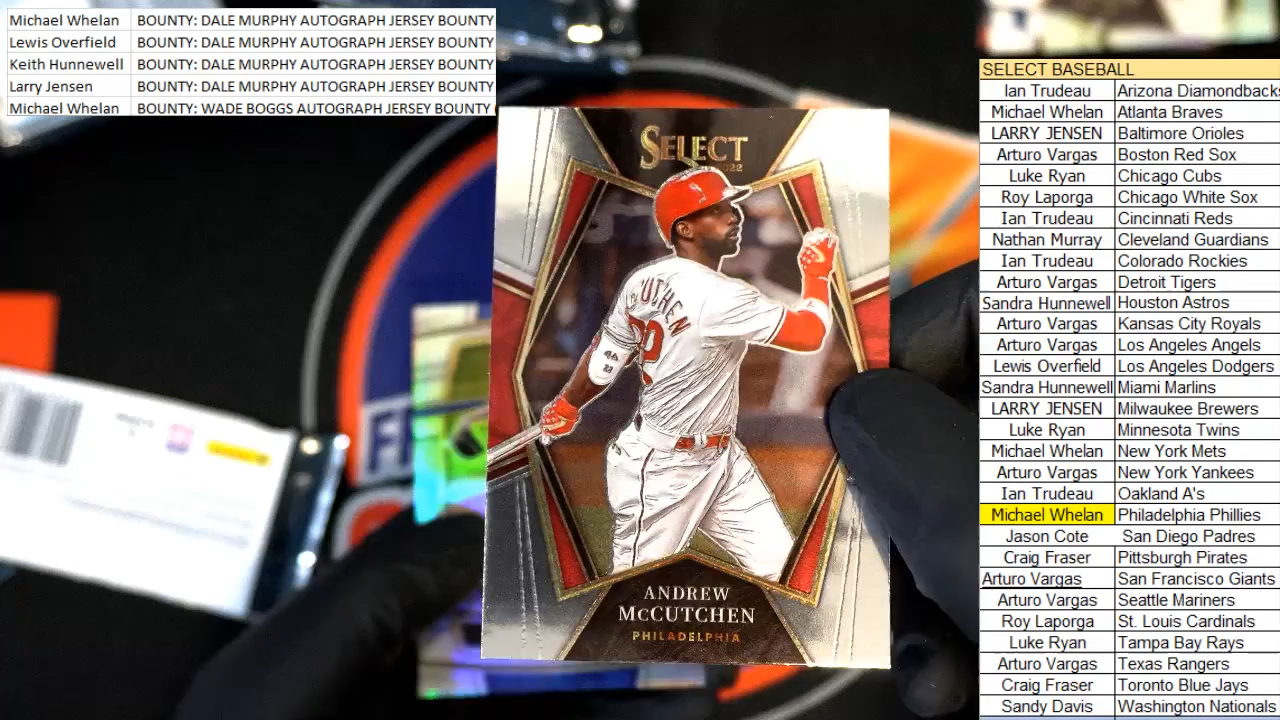 Michael Whelan BOUNTY: DALE MURPHY AUTOGRAPH JERSEY BOUNTY
Lewis Overfield BOUNTY: DALE MURPHY AUTOGRAPH JERSEY BOUNTY
Keith Hunnewell BOUNTY: DALE MURPHY AUTOGRAPH JERSEY BOUNTY
Larry Jensen BOUNTY: DALE MURPHY AUTOGRAPH JERSEY BOUNTY
Michael Whelan BOUNTY: WADE BOGGS AUTOGRAPH JERSEY BOUNTY (
SELECT
2022
ANDREW
McCUTCHEN
PHILADELPHIA
SELECT BASEBALL
Ian Trudeau Arizona Diamondbacks
Michael Whelan Atlanta Braves
LARRY JENSEN Baltimore Orioles
Arturo Vargas Boston Red Sox
Luke Ryan Chicago Cubs
Roy Laporga Chicago White Sox
Ian Trudeau Cincinnati Reds
Nathan Murray Cleveland Guardians
Ian Trudeau Colorado Rockies
Arturo Vargas Detroit Tigers
Sandra Hunnewell Houston Astros
Arturo Vargas Kansas City Royals
Arturo Vargas Los Angeles Angels
Lewis Overfield Los Angeles Dodgers
Sandra Hunnewell Miami Marlins
LARRY JENSEN Milwaukee Brewers
Luke Ryan Minnesota Twins
Michael Whelan New York Mets
Arturo Vargas New York Yankees
Ian Trudeau Oakland A's
Michael Whelan Philadelphia Phillies
Jason Cote San Diego Padres
Craig Fraser Pittsburgh Pirates
Arturo Vargas San Francisco Giants
Arturo Vargas Seattle Mariners
Roy Laporga St. Louis Cardinals
Luke Ryan Tampa Bay Rays
Arturo Vargas Texas Rangers
Craig Fraser Toronto Blue Jays
Sandy Davis Washington Nationals